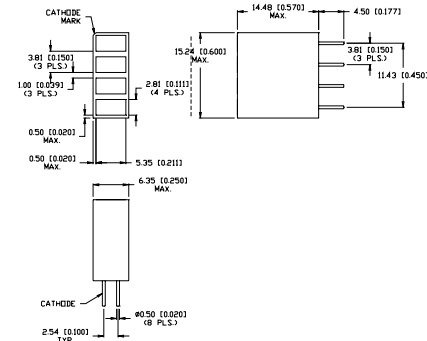 CATHODE
MARK
3.81 [0.150]
(3 PLS.)
1.00 [0.039]
(3 PLS.)
2.81 [0.111]
(4 PLS.)
0.50 [0.020]
MAX.
0.50 [0.020]
MAX.
5.35 [0.211]
14.48 [0.570]
MAX.
4.50 [0.177]
15.24 [0.600]
MAX.
3.81 [0.150]
(3 PLS.)
11.43 [0.450]
6.35 [0.250]
MAX.
CATHODE
ø0.50 [0.020]
(8 PLS.)
2.54 [0.100]
TYP.